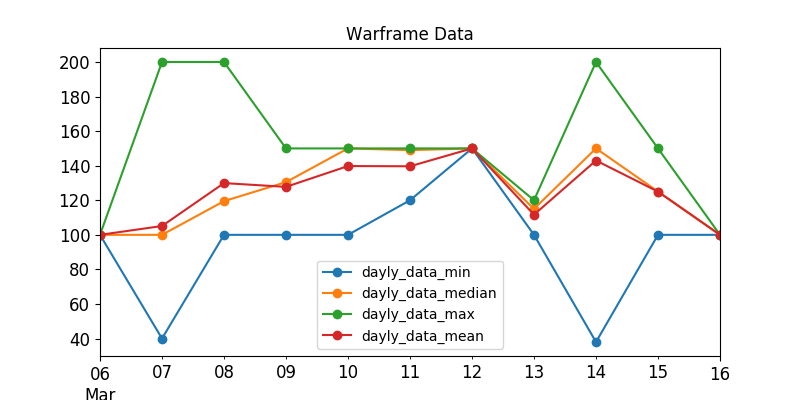 Warframe Data
200
180
160
140
120
100
80
60
40
dayly_data_min
dayly_data_median
dayly_data_max
dayly_data_mean
06 07 08 09 10 11 12 13 14 15 16
Mar